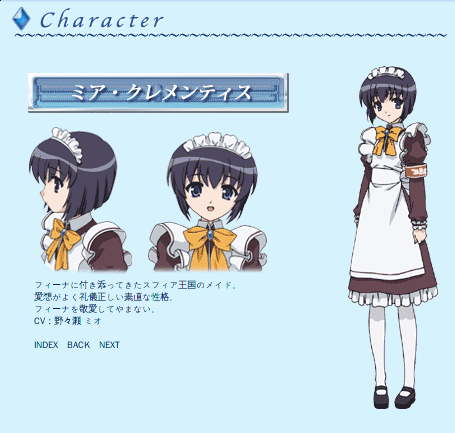 Character
ミア・クレメンティス
フィーナに付き添ってきたスフィア王国のメイド。
愛想がよく礼儀正しい素直な性格。
フィーナを敬愛してやまない。
CV：野々瀬 ミオ
INDEX BACK NEXT